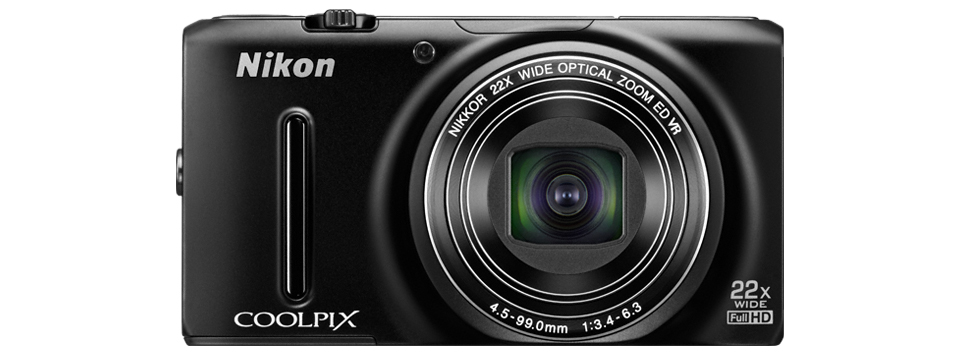 Nikon
NIKKOR 22X WIDE OPTICAL ZOOM ED VR
4.5-99.0mm 1:3.4-6.3
COOLPIX
22x
WIDE
Full HD